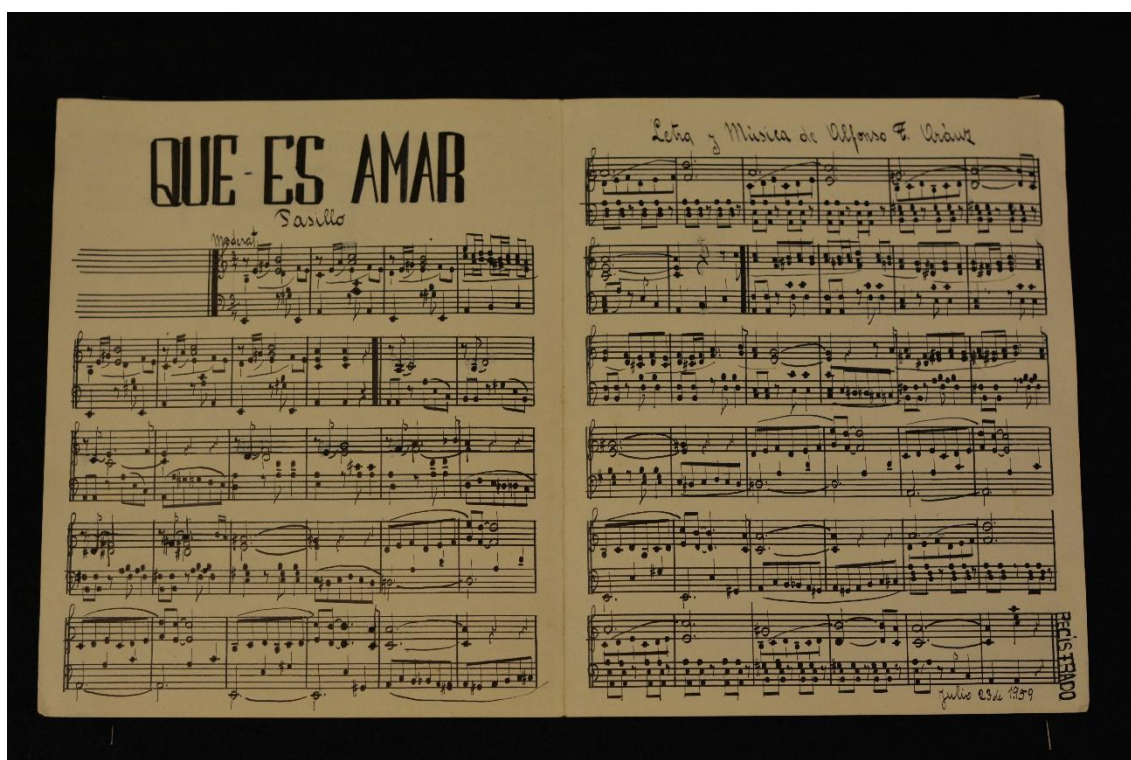 QUE-ES AMAR
Pasillo
Moderat
Letra y Música de Alfonso F. Aráuz
julio 23 de 1959
REGISTRADO